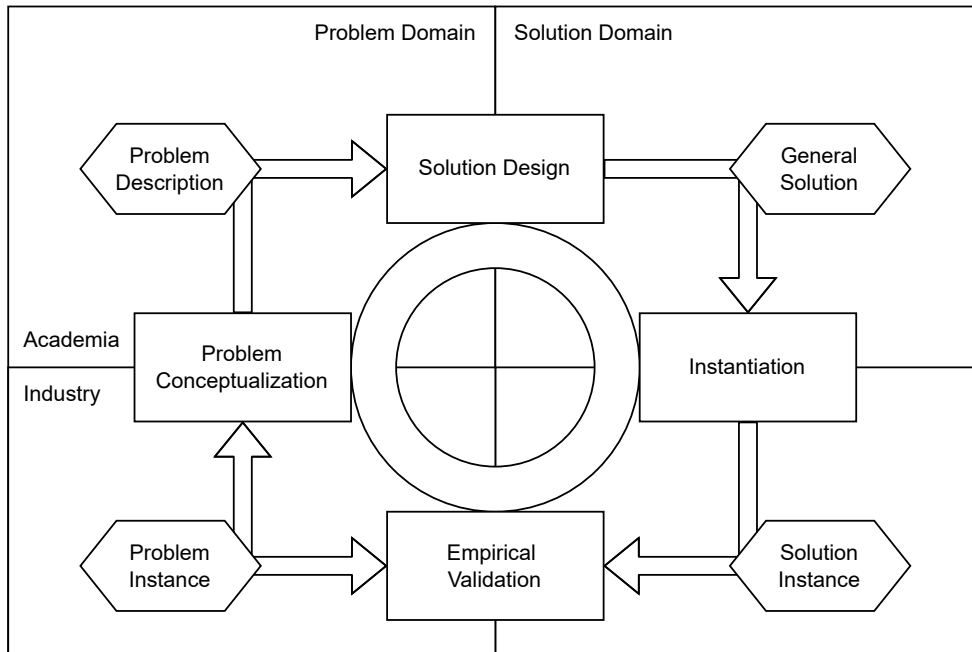 Problem Domain
Solution Domain
Problem
Description
Solution Design
General
Solution
Academia
Industry
Problem
Conceptualization
Instantiation
Problem
Instance
Empirical
Validation
Solution
Instance